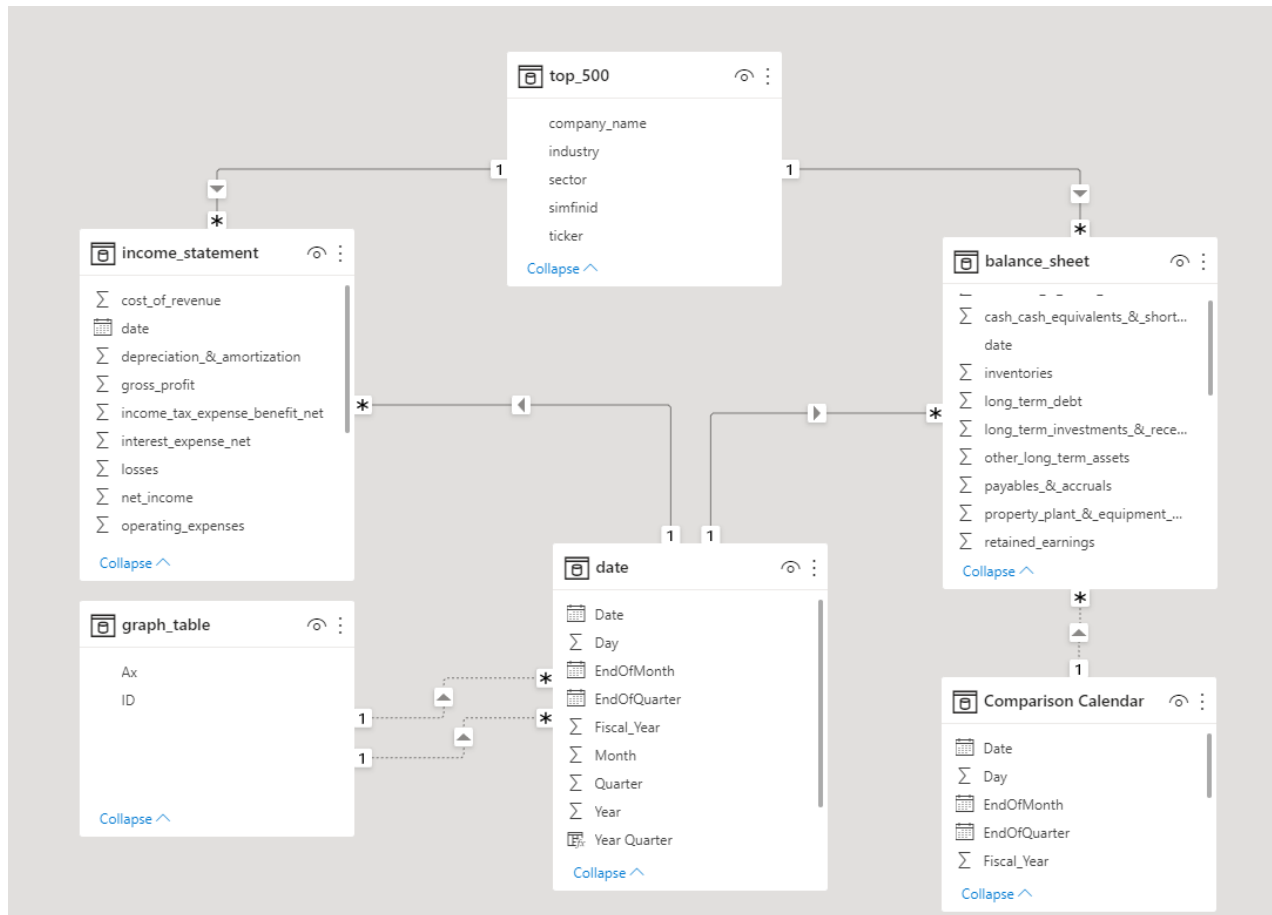 top_500
company_name
industry
sector
simfinid
ticker
Collapse
1
1
*
*
income_statement
cost_of_revenue
date
depreciation_&_amortization
gross_profit
income_tax_expense_benefit_net
interest_expense_net
losses
net_income
operating_expenses
Collapse
*
balance_sheet
cash_cash_equivalents_&_short...
date
inventories
long_term_debt
long_term_investments_&_rece...
other_long_term_assets
payables_&_accruals
property_plant_&_equipment_...
retained_earnings
Collapse
*
*
1
1
1
graph_table
Ax
ID
Collapse
1
1
*
*
date
Date
Day
EndOfMonth
EndOfQuarter
Fiscal_Year
Month
Quarter
Year
Year Quarter
Collapse
Comparison Calendar
Date
Day
EndOfMonth
EndOfQuarter
Fiscal_Year
Collapse